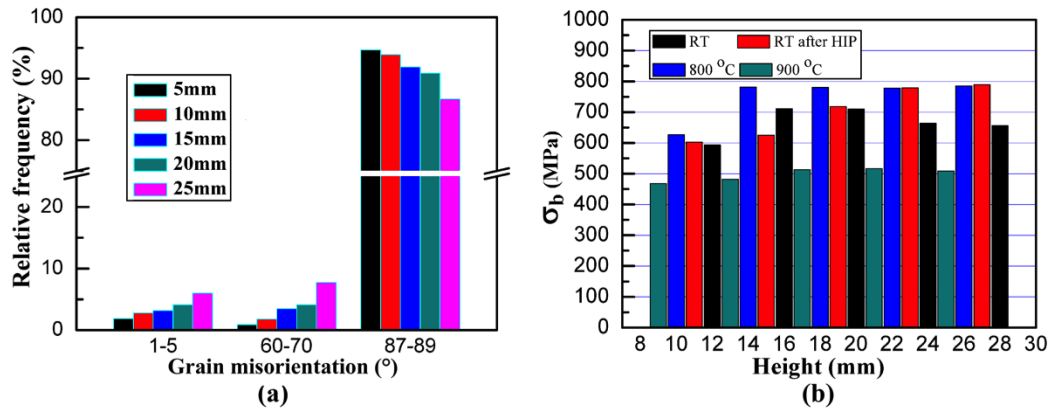 100
90
80
20
10
0
Relative frequency (%)
5mm
10mm
15mm
20mm
25mm
1-5 60-70 87-89
Grain misorientation (°)
(a)
1000
900
800
700
600
500
400
300
200
100
0
σb (MPa)
RT RT after HIP
800 °C 900 °C
8 10 12 14 16 18 20 22 24 26 28 30
Height (mm)
(b)